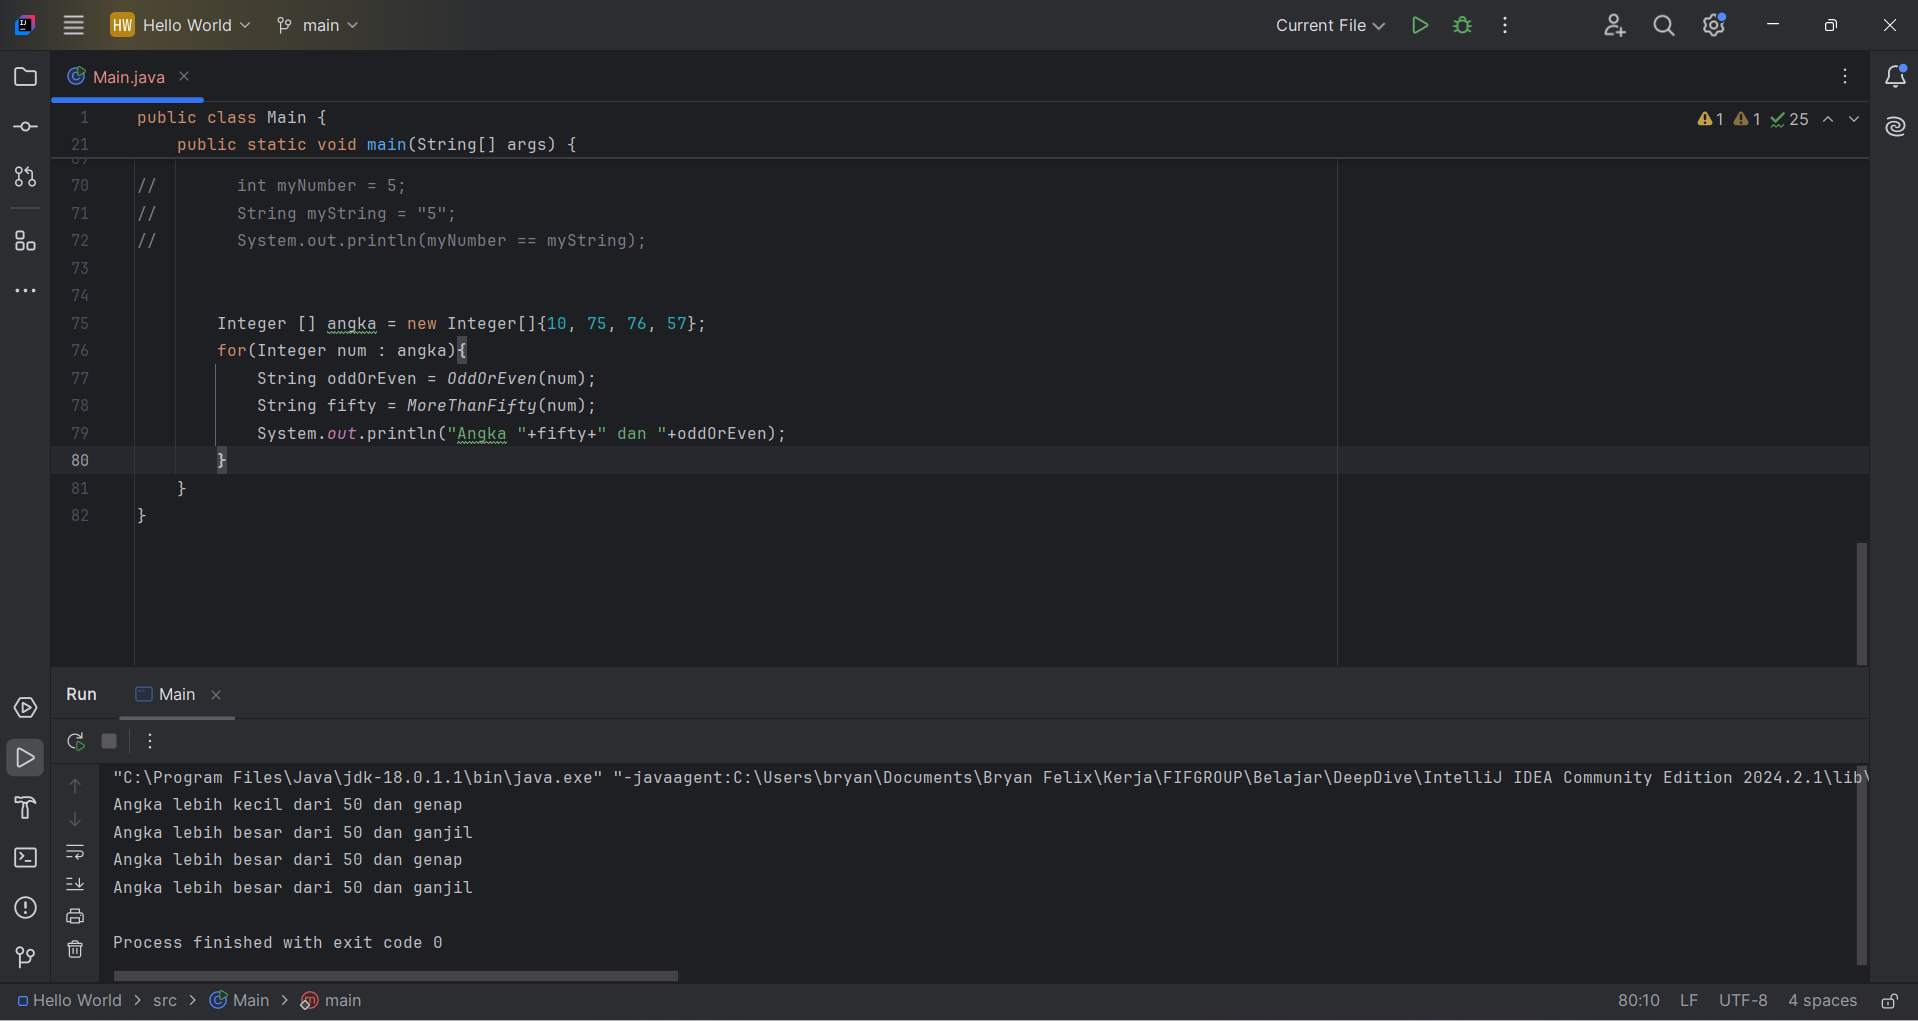 HW Hello World main Current File
Main.java
1 public class Main { 1 1 25
21 public static void main(String[] args) {
70 // int myNumber = 5;
71 // String myString = "5";
72 // System.out.println(myNumber == myString);
73
74
75 Integer [] angka = new Integer[]{10, 75, 76, 57};
76 for(Integer num : angka){
77 String oddOrEven = OddOrEven(num);
78 String fifty = MoreThanFifty(num);
79 System.out.println("Angka "+fifty+" dan "+oddOrEven);
80 }
81 }
82 }
Run Main
"C:\Program Files\Java\jdk-18.0.1.1\bin\java.exe" "-javaagent:C:\Users\bryan\Documents\Bryan Felix\Kerja\FIFGROUP\Belajar\DeepDive\IntelliJ IDEA Community Edition 2024.2.1\lib\
Angka lebih kecil dari 50 dan genap
Angka lebih besar dari 50 dan ganjil
Angka lebih besar dari 50 dan genap
Angka lebih besar dari 50 dan ganjil
Process finished with exit code 0
Hello World > src > Main > main 80:10 LF UTF-8 4 spaces